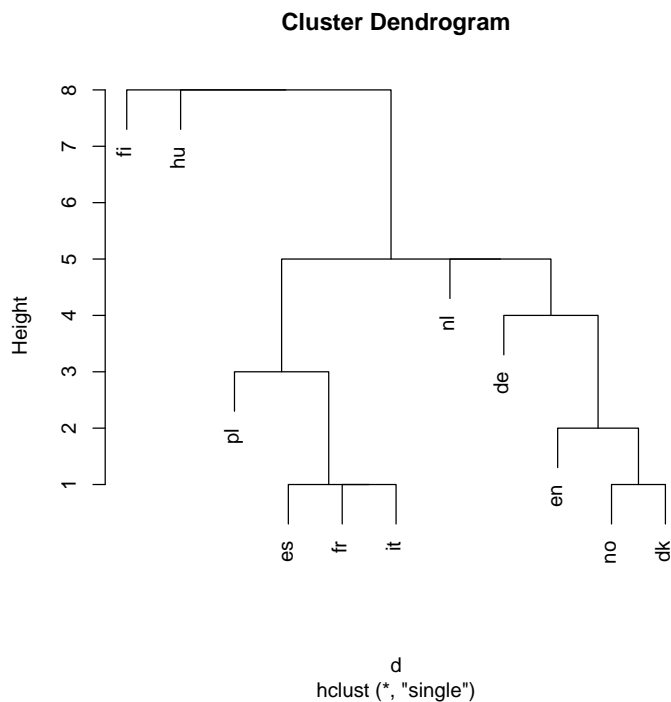 Cluster Dendrogram
Height
8
7
6
5
4
3
2
1
fi
hu
pl
es
fr
it
nl
de
en
no
dk
d
hclust (*, "single")